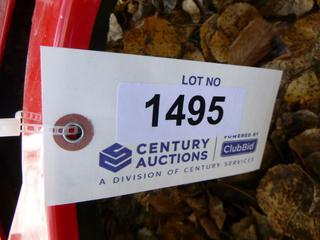 LOT NO
1495
CENTURY
AUCTIONS
POWERED BY
ClubBid
A DIVISION OF CENTURY SERVICES